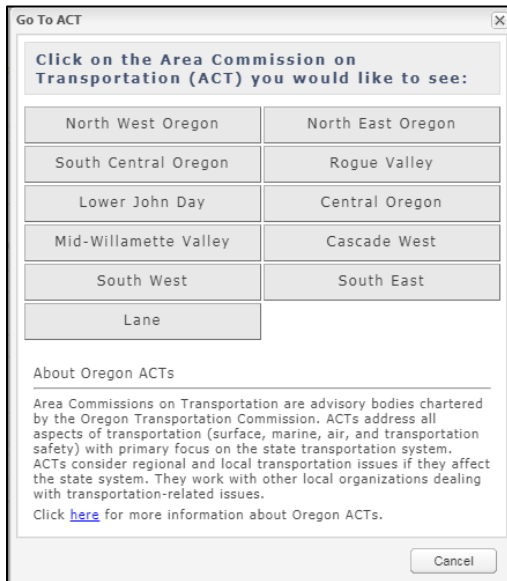 Go To ACT
Click on the Area Commission on
Transportation (ACT) you would like to see:
North West Oregon
North East Oregon
South Central Oregon
Rogue Valley
Lower John Day
Central Oregon
Mid-Willamette Valley
Cascade West
South West
South East
Lane
About Oregon ACTs
Area Commissions on Transportation are advisory bodies chartered
by the Oregon Transportation Commission. ACTs address all
aspects of transportation (surface, marine, air, and transportation
safety) with primary focus on the state transportation system.
ACTs consider regional and local transportation issues if they affect
the state system. They work with other local organizations dealing
with transportation-related issues.
Click here for more information about Oregon ACTs.
Cancel